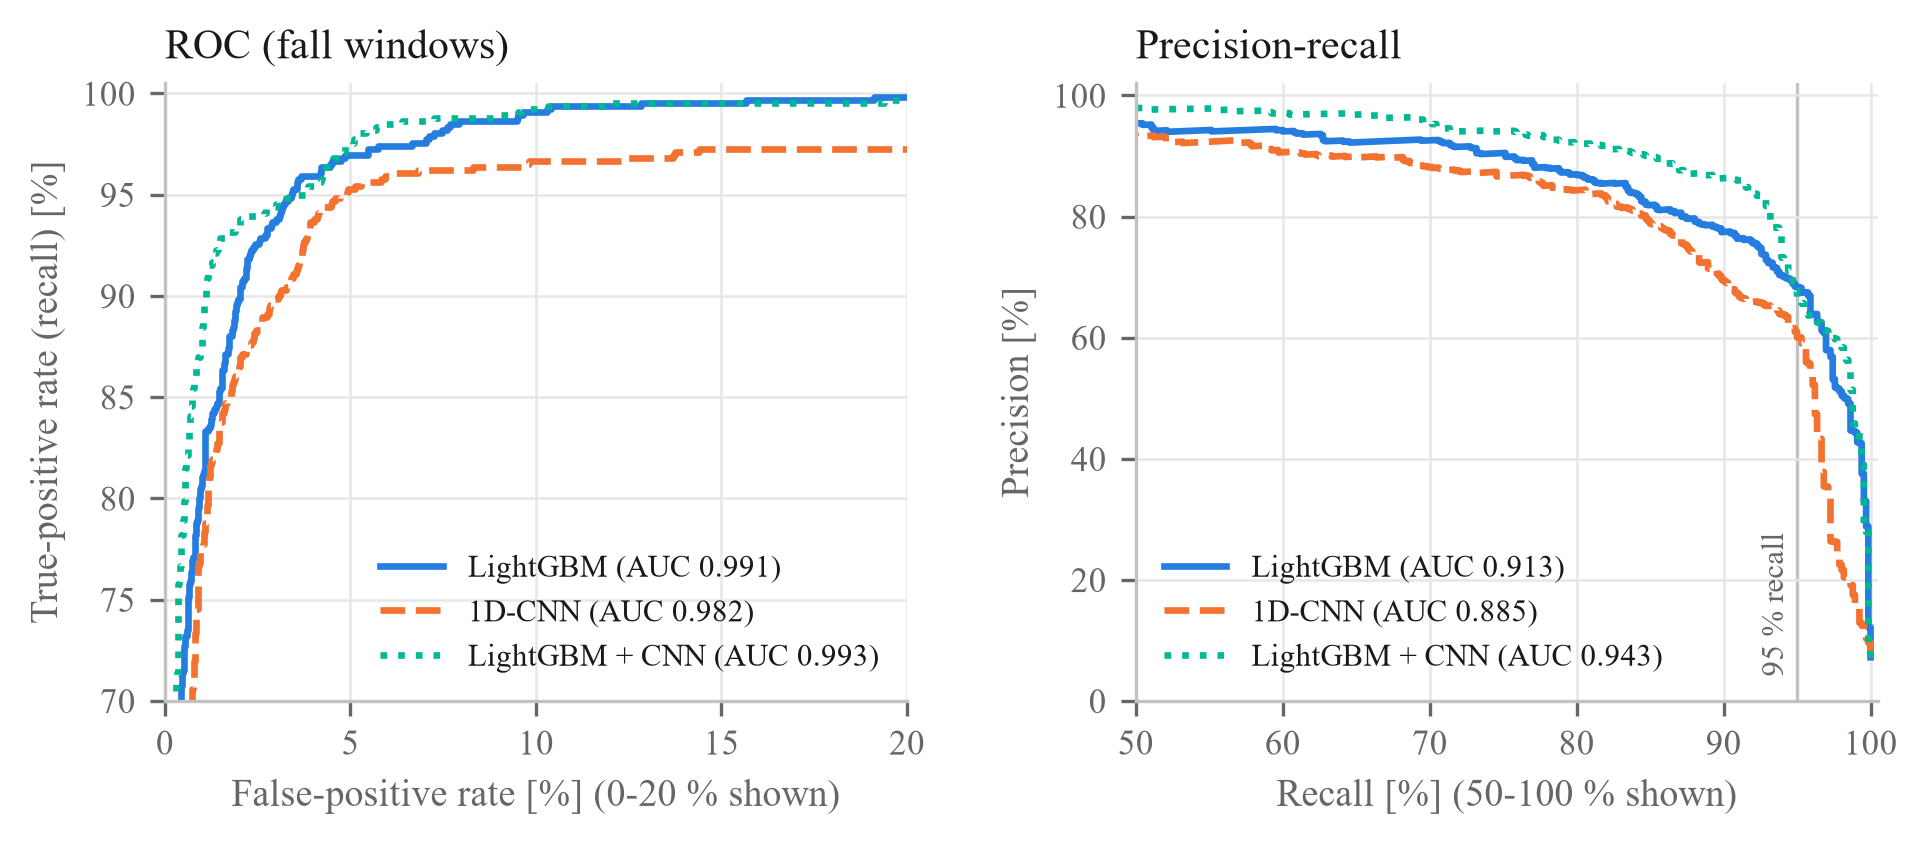 ROC (fall windows)
True-positive rate (recall) [%]
100
95
90
85
80
75
70
LightGBM (AUC 0.991)
1D-CNN (AUC 0.982)
LightGBM + CNN (AUC 0.993)
0 5 10 15 20
False-positive rate [%] (0-20 % shown)
Precision-recall
Precision [%]
100
80
60
40
20
0
95 % recall
LightGBM (AUC 0.913)
1D-CNN (AUC 0.885)
LightGBM + CNN (AUC 0.943)
50 60 70 80 90 100
Recall [%] (50-100 % shown)